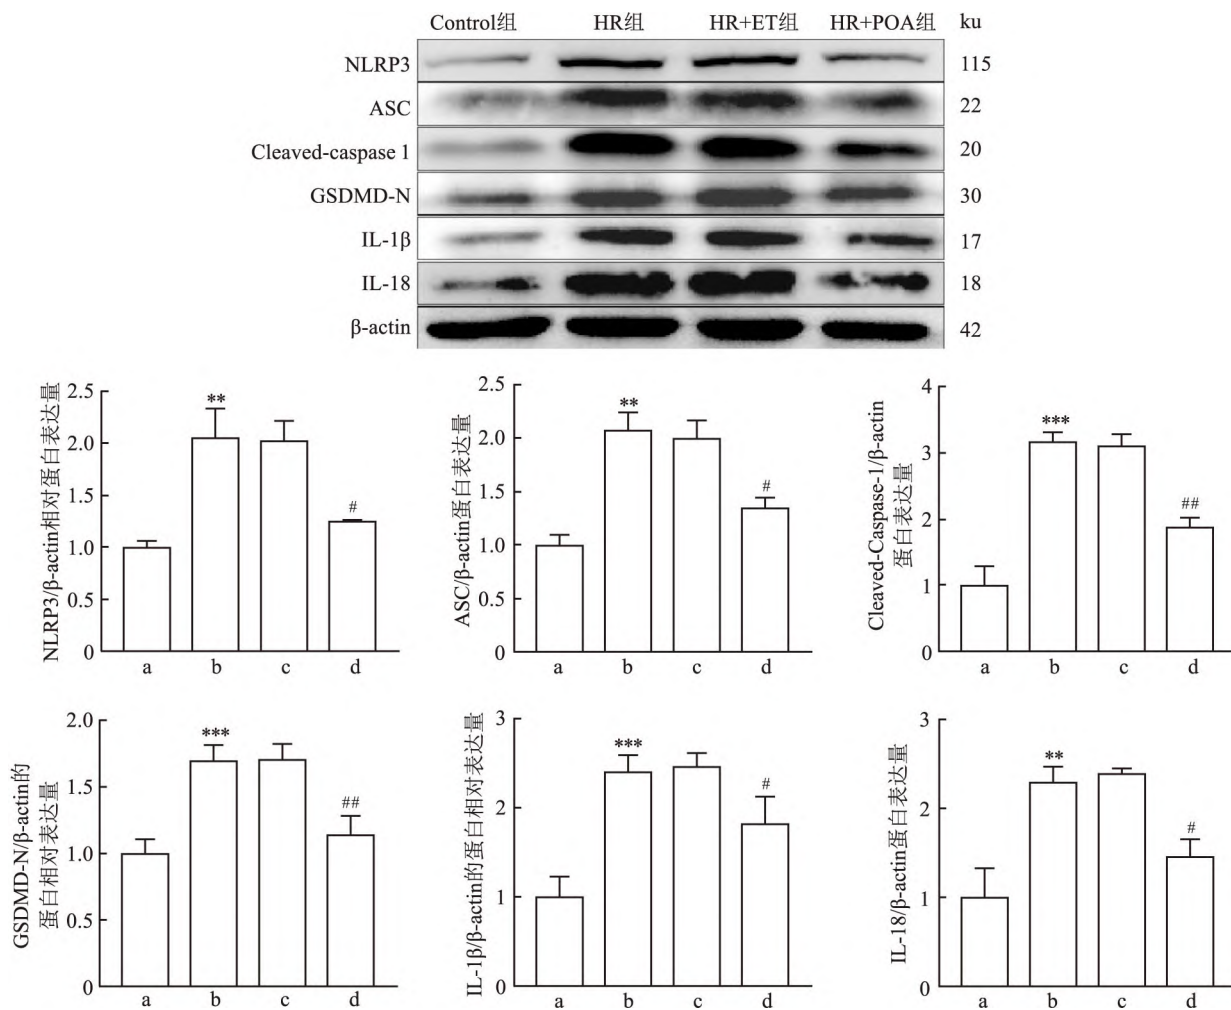 Control组 HR组 HR+ET组 HR+POA组 ku
NLRP3 115
ASC 22
Cleaved-caspase 1 20
GSDMD-N 30
IL-1β 17
IL-18 18
β-actin 42
NLRP3/β-actin相对蛋白表达量
2.5
2.0
1.5
1.0
0.5
0
**
#
a b c d
ASC/β-actin蛋白表达量
2.5
2.0
1.5
1.0
0.5
0
**
#
a b c d
Cleaved-Caspase-1/β-actin
蛋白表达量
4
3
2
1
0
***
##
a b c d
GSDMD-N/β-actin的
蛋白相对表达量
2.0
1.5
1.0
0.5
0
***
##
a b c d
IL-1β/β-actin的蛋白相对表达量
3
2
1
0
***
#
a b c d
IL-18/β-actin蛋白表达量
3
2
1
0
**
#
a b c d